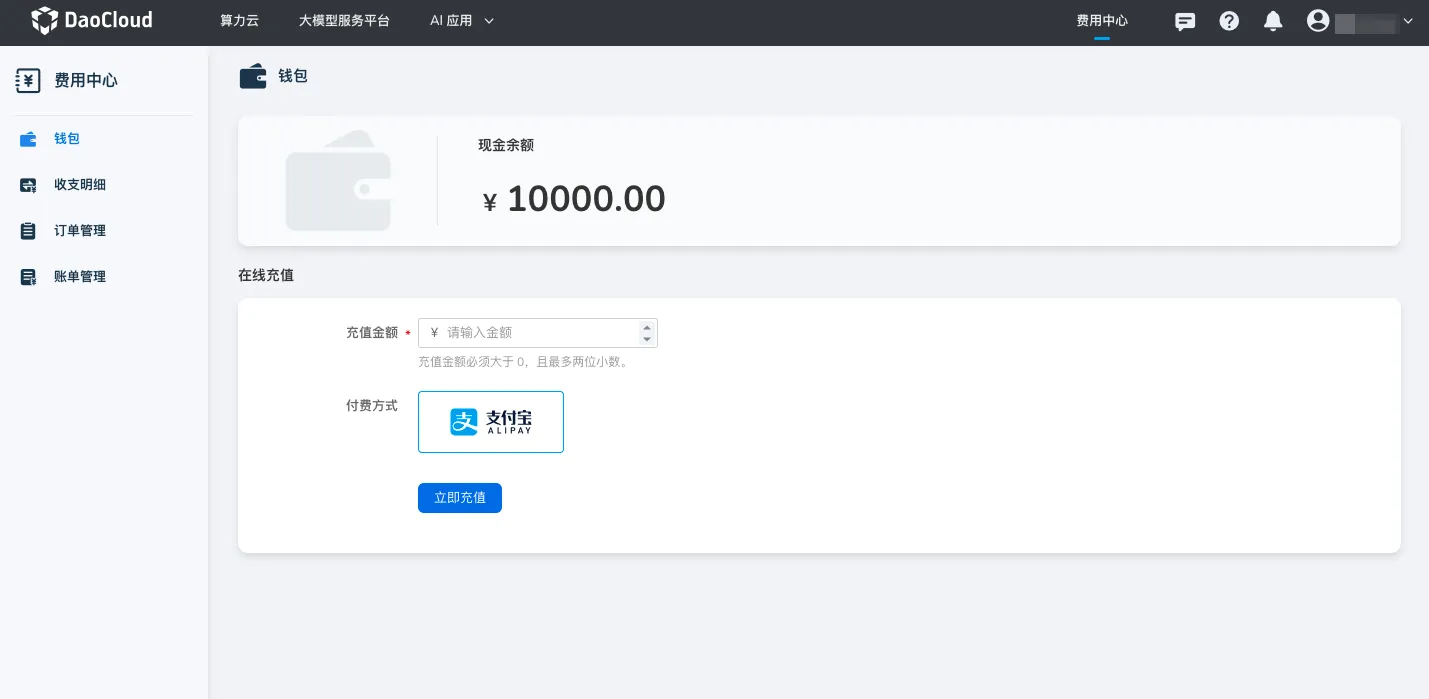 DaoCloud 算力云 大模型服务平台 AI 应用 费用中心
费用中心
钱包
收支明细
订单管理
账单管理
钱包
现金余额
¥ 10000.00
在线充值
充值金额 * ¥ 请输入金额
充值金额必须大于 0，且最多两位小数。
付费方式 支付宝
ALIPAY
立即充值